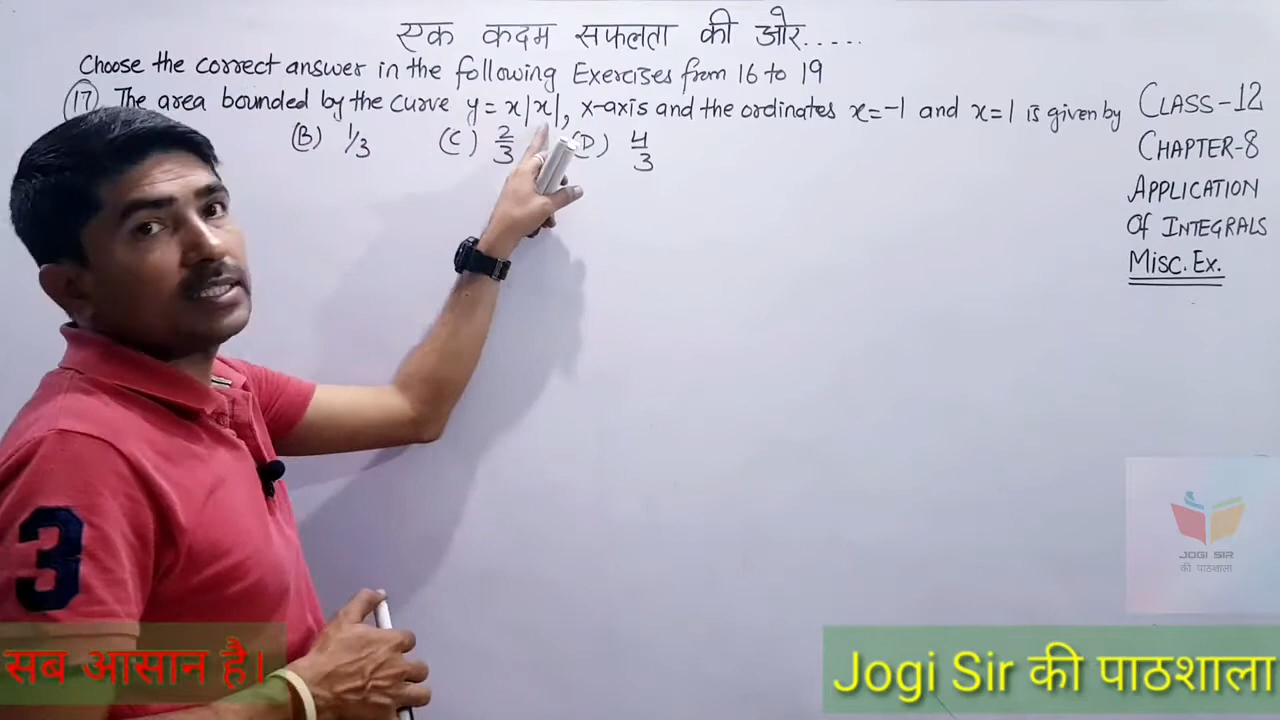 एक कदम सफलता की ओर.....
Choose the correct answer in the following Exercises from 16 to 19
(17) The area bounded by the curve y = x|x|, x-axis and the ordinates x=-1 and x=1 is given by
(B) 1/3 (C) 2/3 (D) 4/3
CLASS-12
CHAPTER-8
APPLICATION
Of INTEGRALS
Misc. Ex.
3
JOGI SIR
की पाठशाला
सब आसान है।
Jogi Sir की पाठशाला